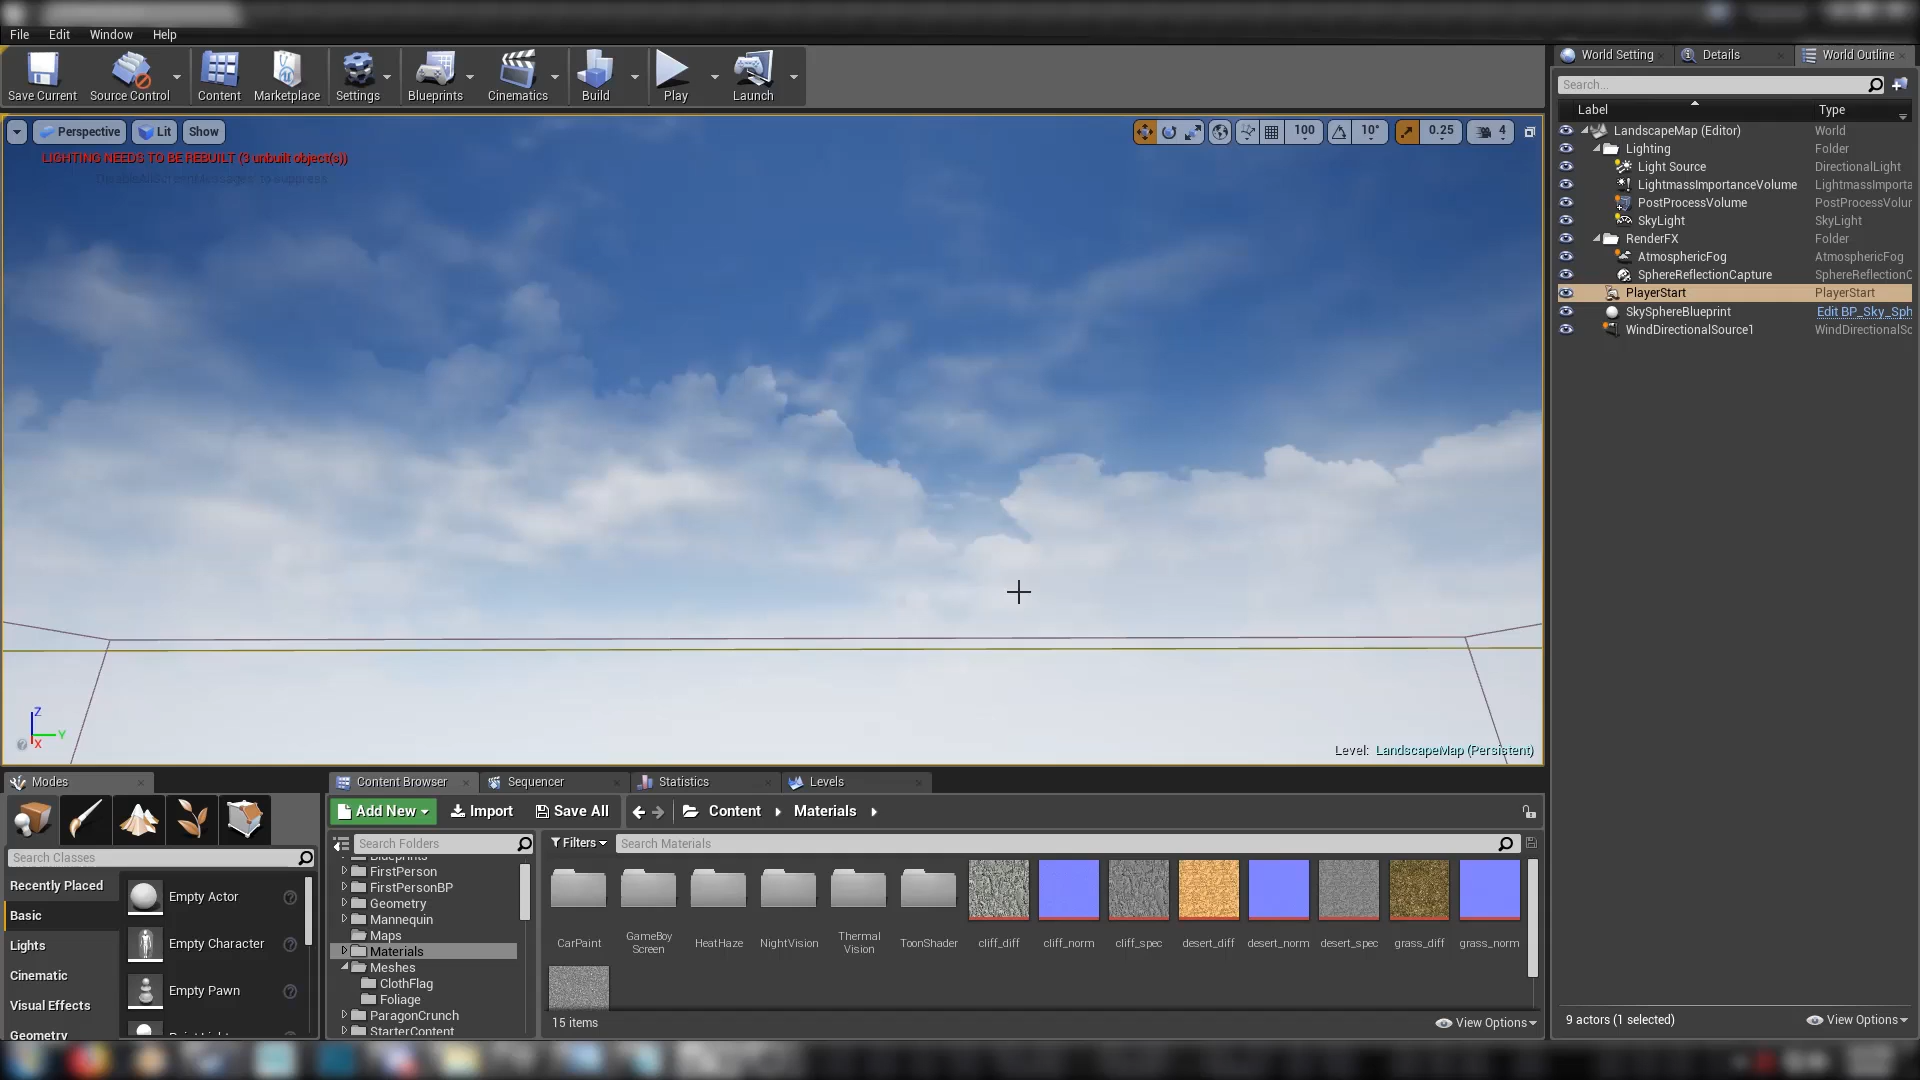 File Edit Window Help
Save Current Source Control Content Marketplace Settings Blueprints Cinematics Build Play Launch
World Setting Details World Outline
Search...
Label Type
Perspective Lit Show 100 10° 0.25 4
LIGHTING NEEDS TO BE REBUILT (3 unbuilt object(s))
'DisableAllScreenMessages' to suppress
LandscapeMap (Editor) World
Lighting Folder
Light Source DirectionalLight
LightmassImportanceVolume LightmassImporta
PostProcessVolume PostProcessVolur
SkyLight SkyLight
RenderFX Folder
AtmosphericFog AtmosphericFog
SphereReflectionCapture SphereReflectionC
PlayerStart PlayerStart
SkySphereBlueprint Edit BP_Sky_Sph
WindDirectionalSource1 WindDirectionalSc
Z
Y
X
Level: LandscapeMap (Persistent)
Modes
Search Classes
Recently Placed
Basic
Lights
Cinematic
Visual Effects
Geometry
Empty Actor
Empty Character
Empty Pawn
Content Browser Sequencer Statistics Levels
Add New Import Save All Content Materials
Search Folders
Filters Search Materials
Blueprints
FirstPerson
FirstPersonBP
Geometry
Mannequin
Maps
Materials
Meshes
ClothFlag
Foliage
ParagonCrunch
StarterContent
CarPaint
GameBoy
Screen
HeatHaze
NightVision
Thermal
Vision
ToonShader
cliff_diff
cliff_norm
cliff_spec
desert_diff
desert_norm
desert_spec
grass_diff
grass_norm
15 items
View Options
9 actors (1 selected)
View Options